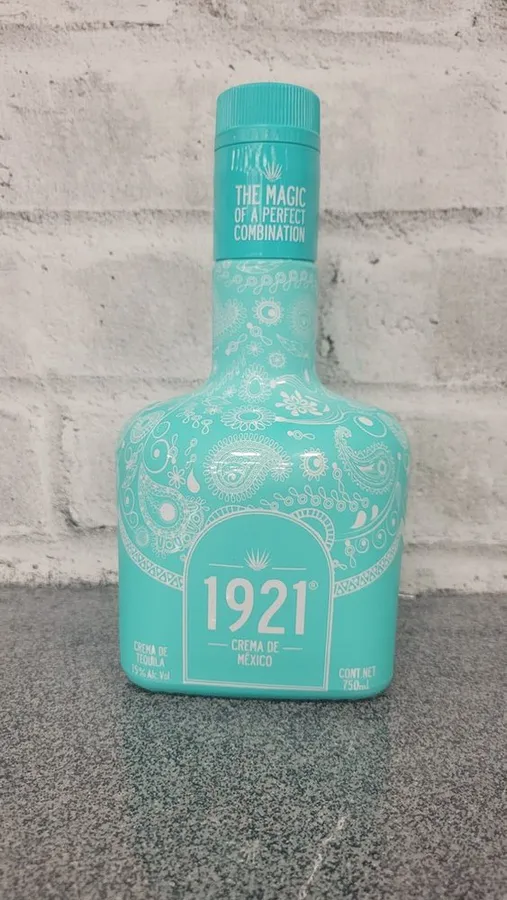 THE MAGIC
OF A PERFECT
COMBINATION
1921®
CREMA DE
MÉXICO
CREMA DE
TEQUILA
15% Alc. Vol.
CONT. NET.
750mL